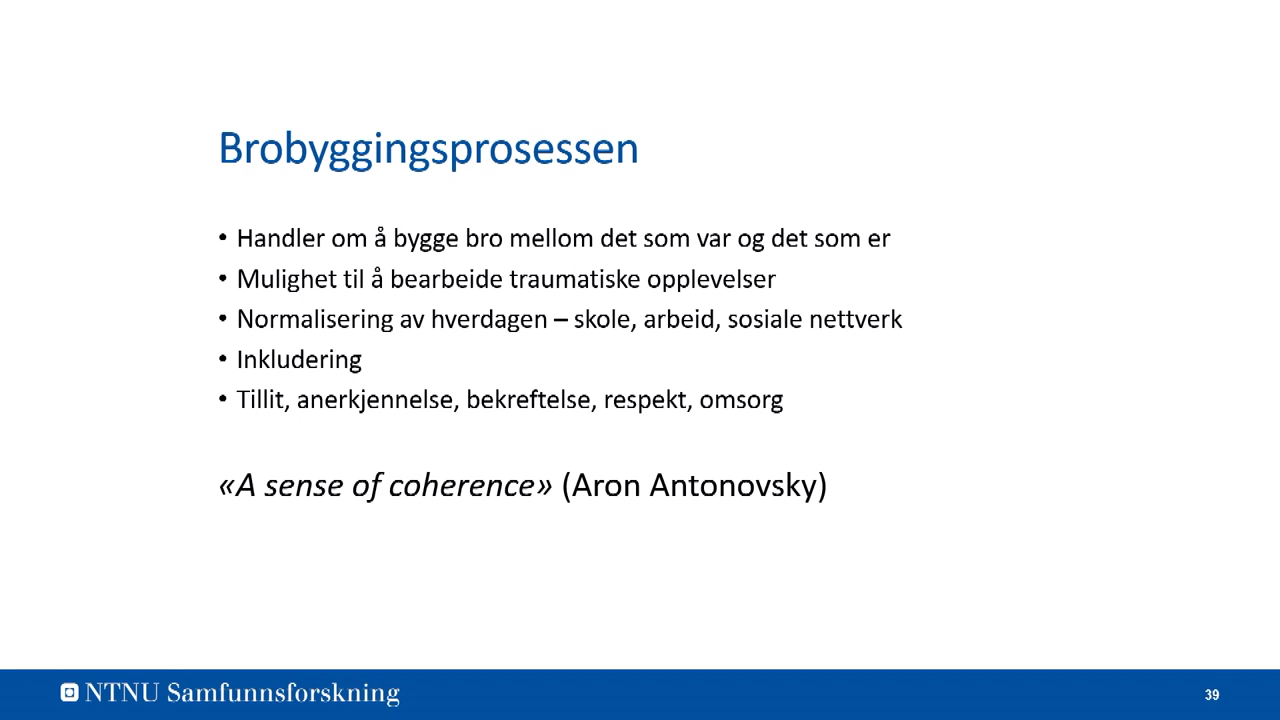 Brobyggingsprosessen
• Handler om å bygge bro mellom det som var og det som er
• Mulighet til å bearbeide traumatiske opplevelser
• Normalisering av hverdagen – skole, arbeid, sosiale nettverk
• Inkludering
• Tillit, anerkjennelse, bekreftelse, respekt, omsorg
«A sense of coherence» (Aron Antonovsky)
NTNU Samfunnsforskning
39